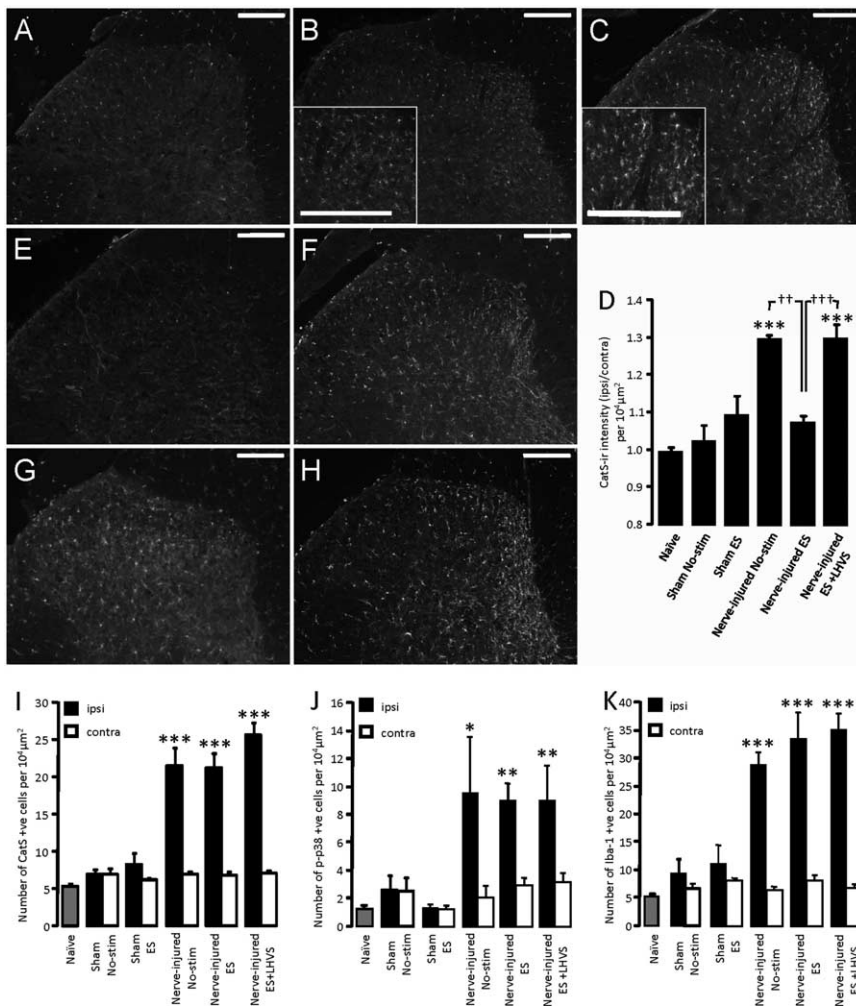 A
B
C
E
F
D
CatS-ir intensity (ipsi/contra)
per 10⁴μm²
1.4
1.3
1.2
1.1
1.0
0.9
0.8
††
†††
***
***
Naïve
Sham No-stim
Sham ES
Nerve-Injured No-stim
Nerve-injured ES
Nerve-injured
ES +LHVS
G
H
I
ipsi
contra
Number of CatS +ve cells per 10⁴μm²
30
25
20
15
10
5
0
***
***
***
Naïve
Sham
No-stim
Sham
ES
Nerve-injured
No-stim
Nerve-injured
ES
Nerve-injured
ES+LHVS
J
ipsi
contra
Number of p-p38 +ve cells per 10⁴μm²
16
14
12
10
8
6
4
2
0
*
**
**
Naïve
Sham
No-stim
Sham
ES
Nerve-injured
No-stim
Nerve-injured
ES
Nerve-injured
ES +LHVS
K
ipsi
contra
Number of Iba-1 +ve cells per 10⁴μm²
40
35
30
25
20
15
10
5
0
***
***
***
Naïve
Sham
No-stim
Sham
ES
Nerve-injured
No-stim
Nerve-injured
ES
Nerve-injured
ES +LHVS